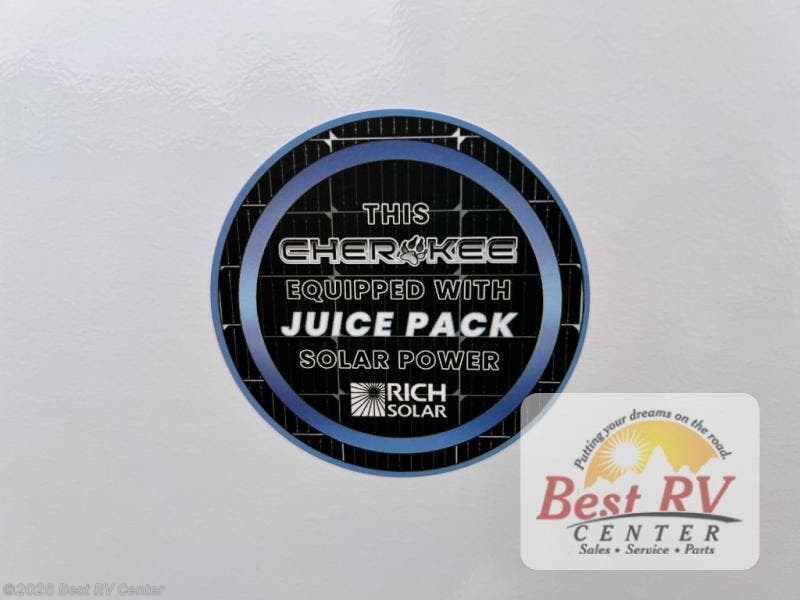 THIS
CHEROKEE
EQUIPPED WITH
JUICE PACK
SOLAR POWER
RICH
SOLAR
Putting your dreams on the road.
Best RV
CENTER
Sales • Service • Parts
©2026 Best RV Center